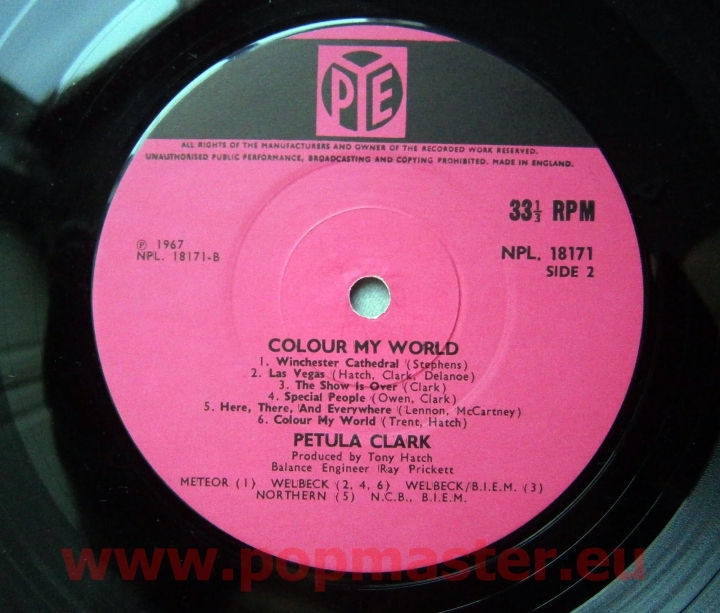 PYE
ALL RIGHTS OF THE MANUFACTURERS AND OWNER OF THE RECORDED WORK RESERVED.
UNAUTHORISED PUBLIC PERFORMANCE, BROADCASTING AND COPYING PROHIBITED. MADE IN ENGLAND.
33⅓ RPM
℗ 1967
NPL. 18171-B
NPL. 18171
SIDE 2
COLOUR MY WORLD
1. Winchester Cathedral (Stephens)
2. Las Vegas (Hatch, Clark, Delanoe)
3. The Show Is Over (Clark)
4. Special People (Owen, Clark)
5. Here, There, And Everywhere (Lennon, McCartney)
6. Colour My World (Trent, Hatch)
PETULA CLARK
Produced by Tony Hatch
Balance Engineer Ray Prickett
METEOR (1) WELBECK (2, 4, 6) WELBECK/B.I.E.M. (3)
NORTHERN (5) N.C.B., B.I.E.M.
www.popmaster.eu